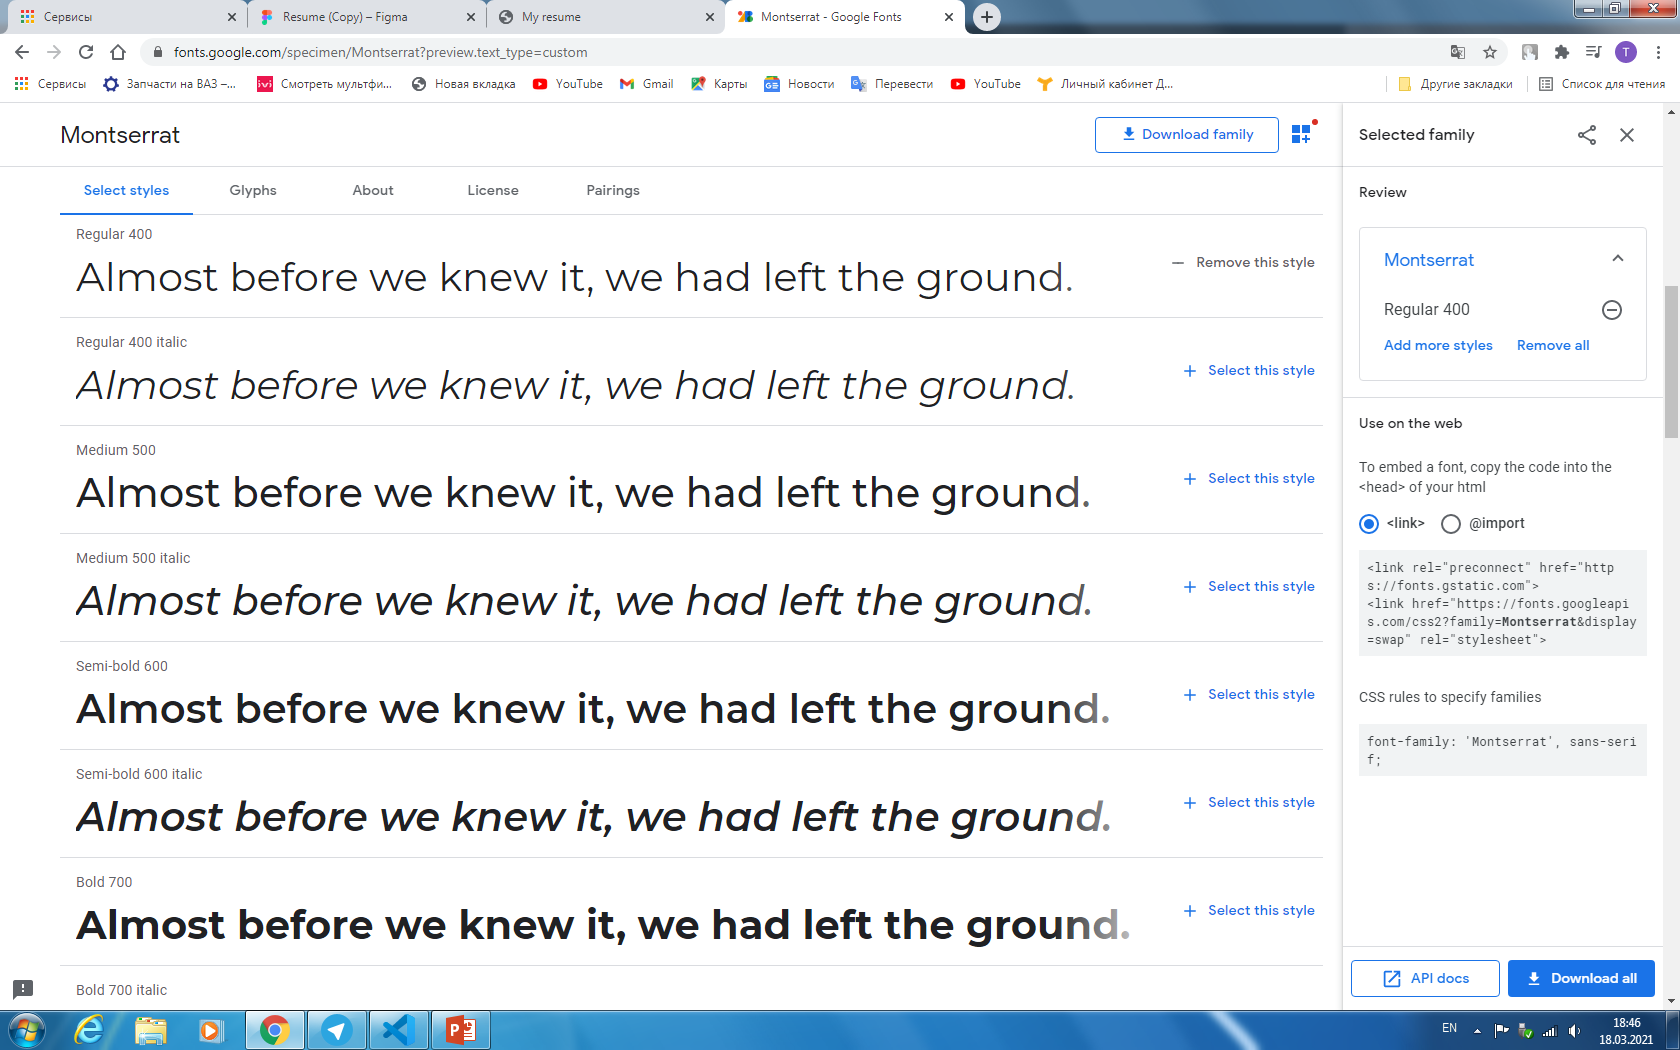 Сервисы
Resume (Copy) – Figma
My resume
Montserrat - Google Fonts
fonts.google.com/specimen/Montserrat?preview.text_type=custom
T
Сервисы
Запчасти на ВАЗ –...
ivi
Смотреть мультфи...
Новая вкладка
YouTube
Gmail
Карты
Новости
Перевести
YouTube
Личный кабинет Д...
Другие закладки
Список для чтения
Montserrat
Download family
Select styles
Glyphs
About
License
Pairings
Regular 400
Almost before we knew it, we had left the ground.
Remove this style
Regular 400 italic
Almost before we knew it, we had left the ground.
Select this style
Medium 500
Almost before we knew it, we had left the ground.
Select this style
Medium 500 italic
Almost before we knew it, we had left the ground.
Select this style
Semi-bold 600
Almost before we knew it, we had left the ground.
Select this style
Semi-bold 600 italic
Almost before we knew it, we had left the ground.
Select this style
Bold 700
Almost before we knew it, we had left the ground.
Select this style
Bold 700 italic
Selected family
Review
Montserrat
Regular 400
Add more styles
Remove all
Use on the web
To embed a font, copy the code into the
<head> of your html
<link>
@import
<link rel="preconnect" href="http
s://fonts.gstatic.com">
<link href="https://fonts.googleapi
s.com/css2?family=Montserrat&display
=swap" rel="stylesheet">
CSS rules to specify families
font-family: 'Montserrat', sans-seri
f;
API docs
Download all
EN
18:46
18.03.2021